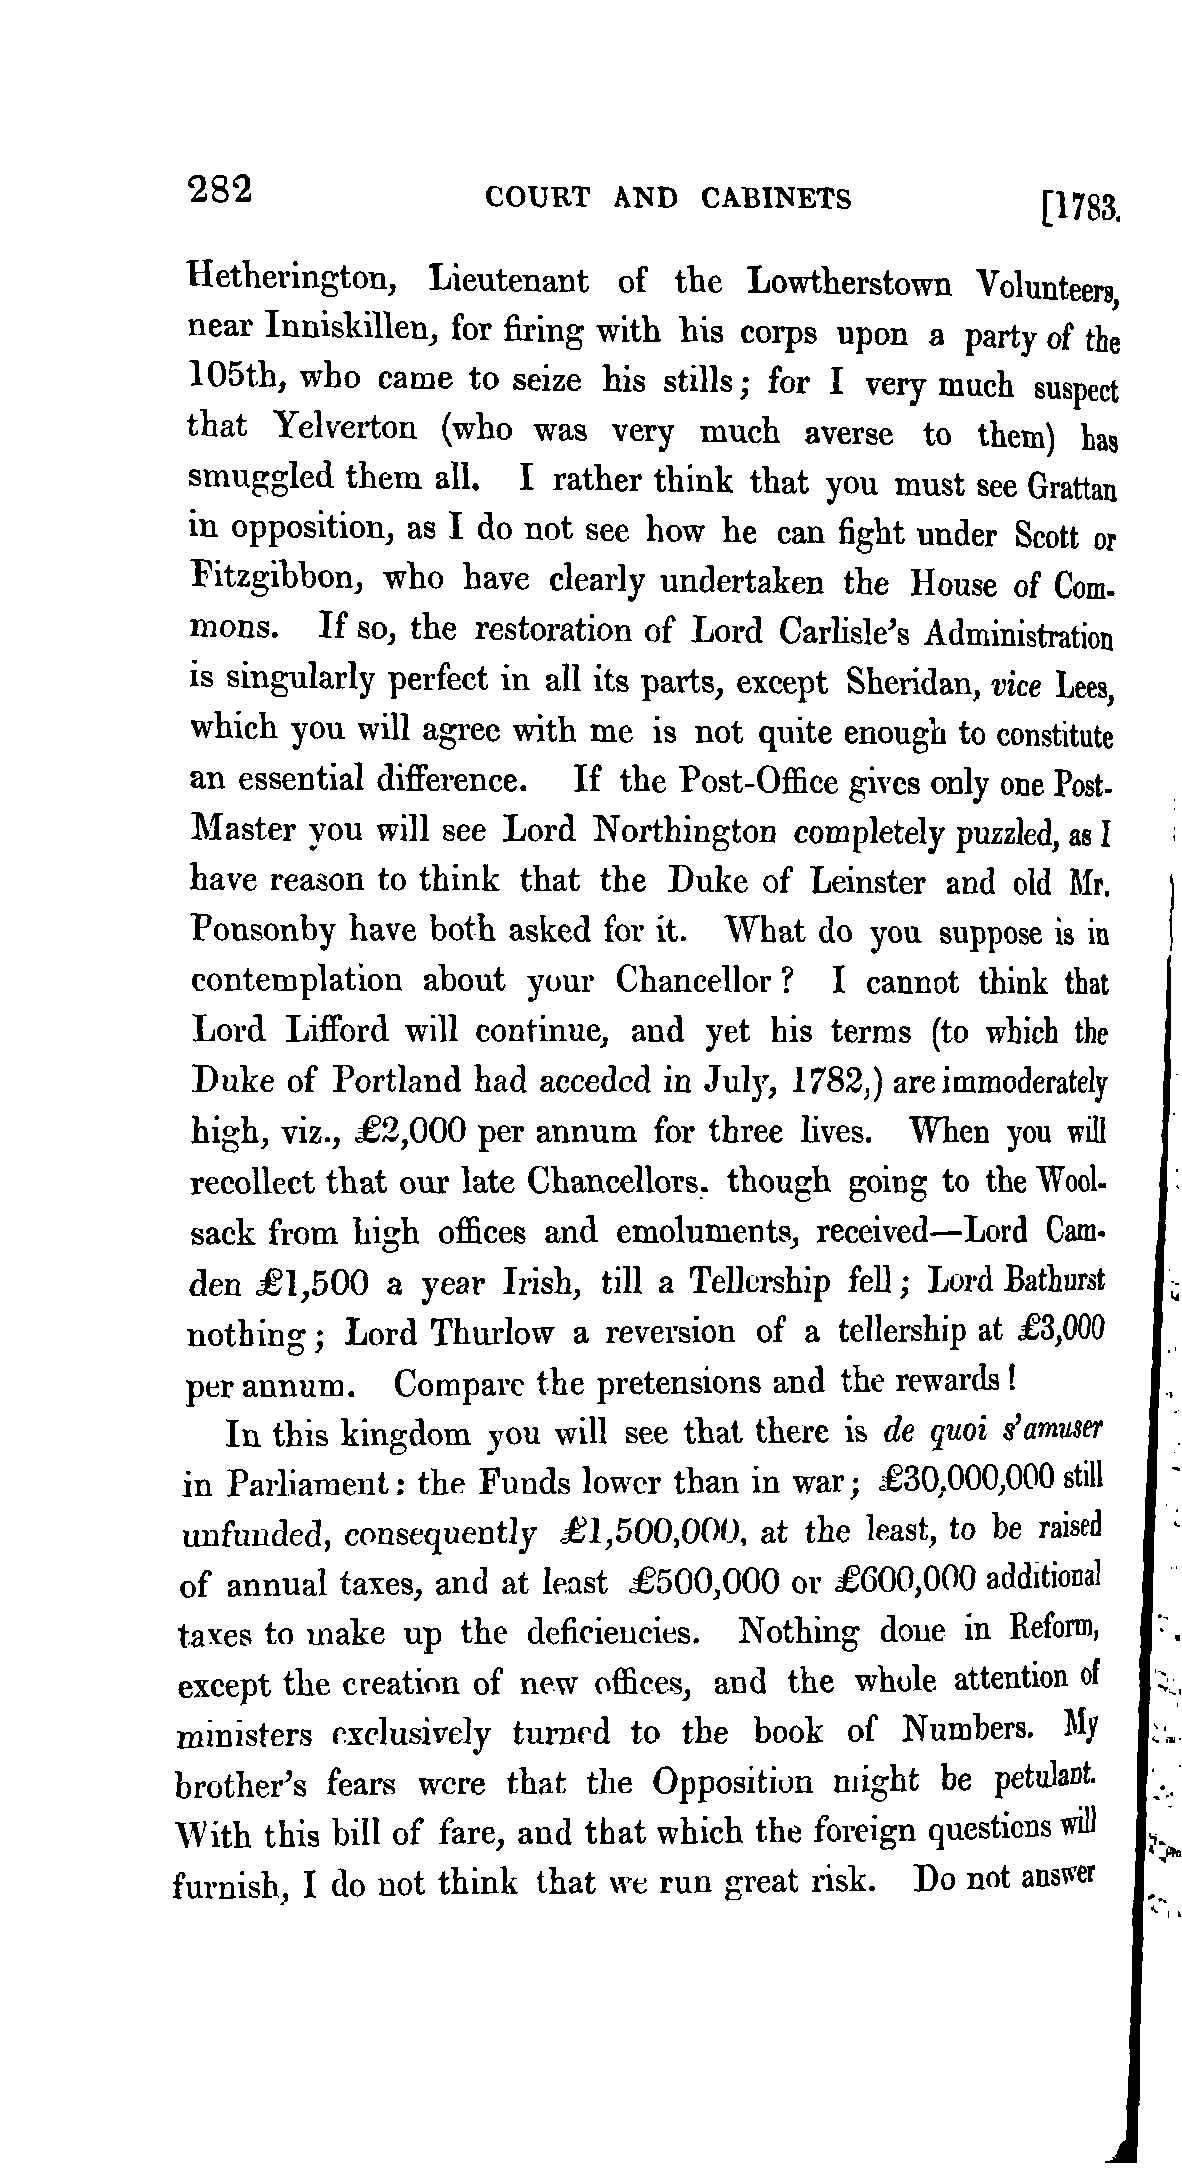 282 COURT AND CABINETS [1783.
Hetherington, Lieutenant of the Lowtherstown Volunteers,
near Inniskillen, for firing with his corps upon a party of the
105th, who came to seize his stills; for I very much suspect
that Yelverton (who was very much averse to them) has
smuggled them all. I rather think that you must see Grattan
in opposition, as I do not see how he can fight under Scott or
Fitzgibbon, who have clearly undertaken the House of Com-
mons. If so, the restoration of Lord Carlisle's Administration
is singularly perfect in all its parts, except Sheridan, vice Lees,
which you will agree with me is not quite enough to constitute
an essential difference. If the Post-Office gives only one Post-
Master you will see Lord Northington completely puzzled, as I
have reason to think that the Duke of Leinster and old Mr.
Ponsonby have both asked for it. What do you suppose is in
contemplation about your Chancellor? I cannot think that
Lord Lifford will continue, and yet his terms (to which the
Duke of Portland had acceded in July, 1782,) are immoderately
high, viz., £2,000 per annum for three lives. When you will
recollect that our late Chancellors, though going to the Wool-
sack from high offices and emoluments, received—Lord Cam-
den £1,500 a year Irish, till a Tellership fell; Lord Bathurst
nothing; Lord Thurlow a reversion of a tellership at £3,000
per annum. Compare the pretensions and the rewards!
In this kingdom you will see that there is de quoi s'amuser
in Parliament: the Funds lower than in war; £30,000,000 still
unfunded, consequently £1,500,000, at the least, to be raised
of annual taxes, and at least £500,000 or £600,000 additional
taxes to make up the deficiencies. Nothing done in Reform,
except the creation of new offices, and the whole attention of
ministers exclusively turned to the book of Numbers. My
brother's fears were that the Opposition might be petulant.
With this bill of fare, and that which the foreign questions will
furnish, I do not think that we run great risk. Do not answer